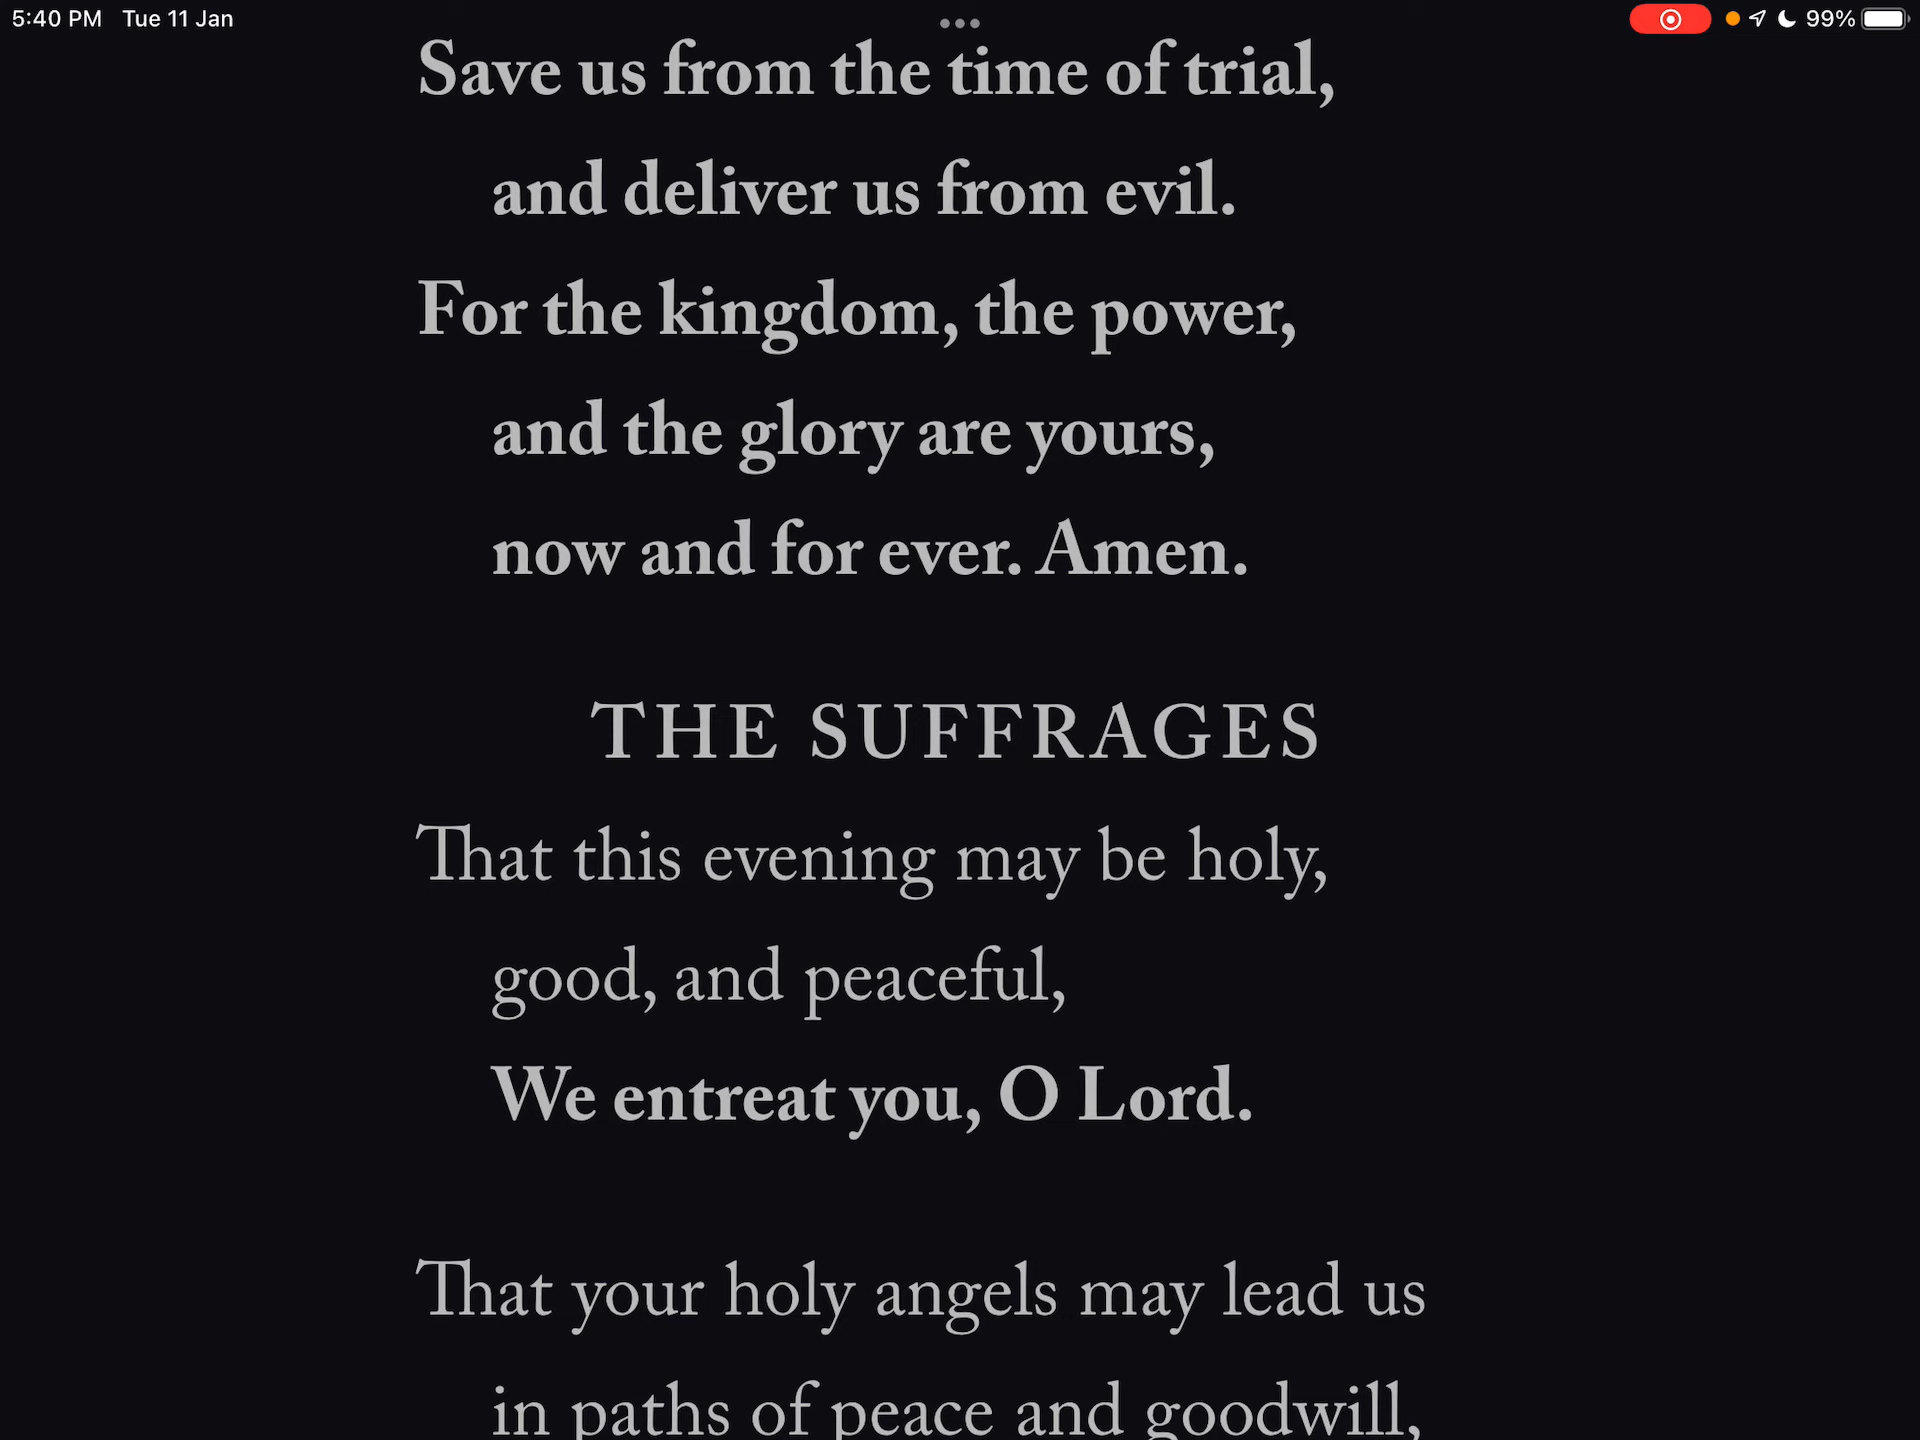 5:40 PM Tue 11 Jan 99%
Save us from the time of trial,
and deliver us from evil.
For the kingdom, the power,
and the glory are yours,
now and for ever. Amen.
THE SUFFRAGES
That this evening may be holy,
good, and peaceful,
We entreat you, O Lord.
That your holy angels may lead us
in paths of peace and goodwill,